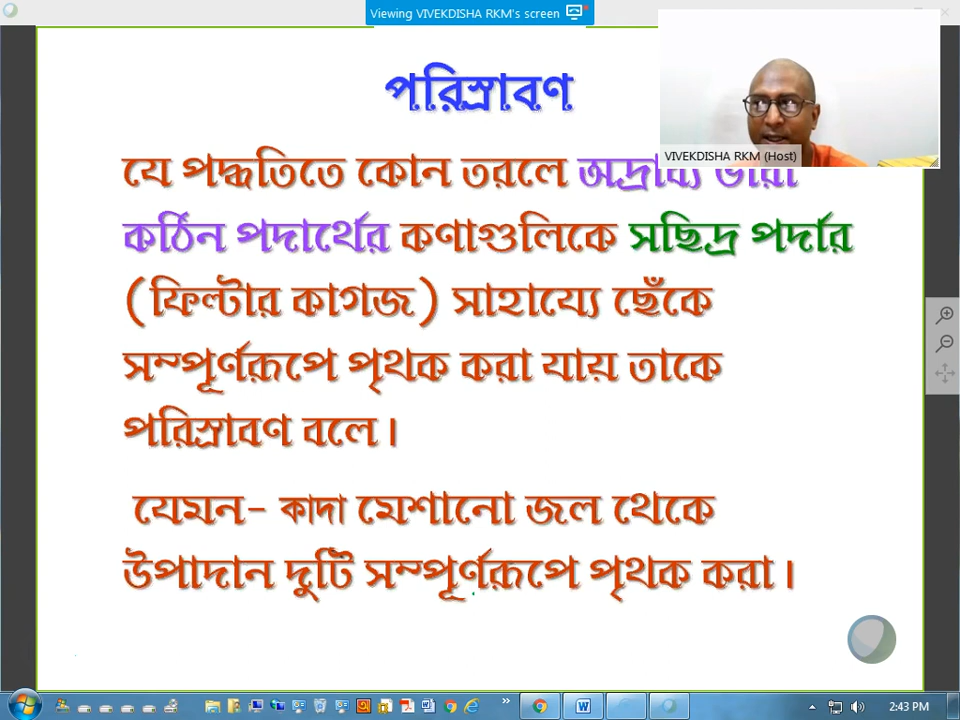 Viewing VIVEKDISHA RKM's screen
পরিস্রাবণ
VIVEKDISHA RKM (Host)
যে পদ্ধতিতে কোন তরলে অদ্রাব্য ভারী
কঠিন পদার্থের কণাগুলিকে সছিদ্র পর্দার
(ফিল্টার কাগজ) সাহায্যে ছেঁকে
সম্পূর্ণরূপে পৃথক করা যায় তাকে
পরিস্রাবণ বলে।
যেমন- কাদা মেশানো জল থেকে
উপাদান দুটি সম্পূর্ণরূপে পৃথক করা।
2:43 PM